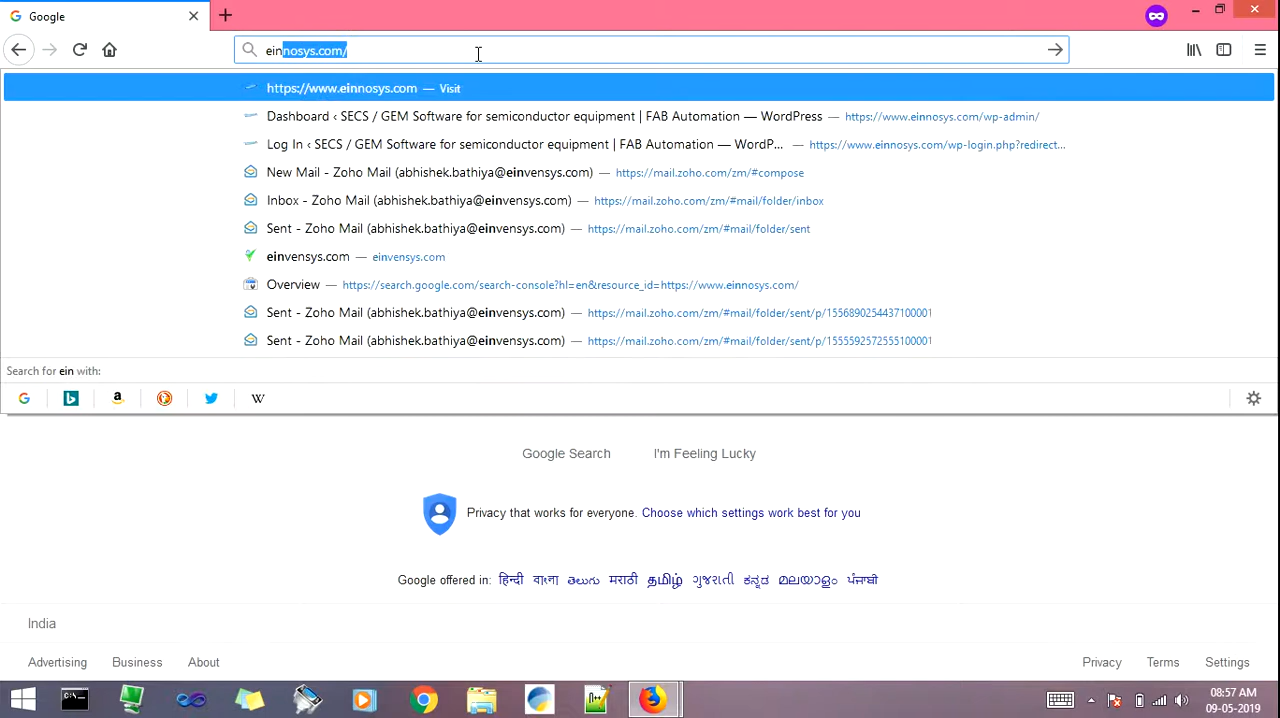 Google
einnosys.com/
https://www.einnosys.com — Visit
Dashboard ‹ SECS / GEM Software for semiconductor equipment | FAB Automation — WordPress — https://www.einnosys.com/wp-admin/
Log In ‹ SECS / GEM Software for semiconductor equipment | FAB Automation — WordP... — https://www.einnosys.com/wp-login.php?redirect...
New Mail - Zoho Mail (abhishek.bathiya@einvensys.com) — https://mail.zoho.com/zm/#compose
Inbox - Zoho Mail (abhishek.bathiya@einvensys.com) — https://mail.zoho.com/zm/#mail/folder/inbox
Sent - Zoho Mail (abhishek.bathiya@einvensys.com) — https://mail.zoho.com/zm/#mail/folder/sent
einvensys.com — einvensys.com
Overview — https://search.google.com/search-console?hl=en&resource_id=https://www.einnosys.com/
Sent - Zoho Mail (abhishek.bathiya@einvensys.com) — https://mail.zoho.com/zm/#mail/folder/sent/p/1556890254437100001
Sent - Zoho Mail (abhishek.bathiya@einvensys.com) — https://mail.zoho.com/zm/#mail/folder/sent/p/1555592572555100001
Search for ein with:
Google Search I'm Feeling Lucky
Privacy that works for everyone. Choose which settings work best for you
Google offered in: हिन्दी বাংলা తెలుగు मराठी தமிழ் ગુજરાતી ಕನ್ನಡ മലയാളം ਪੰਜਾਬੀ
India
Advertising Business About Privacy Terms Settings
08:57 AM
09-05-2019